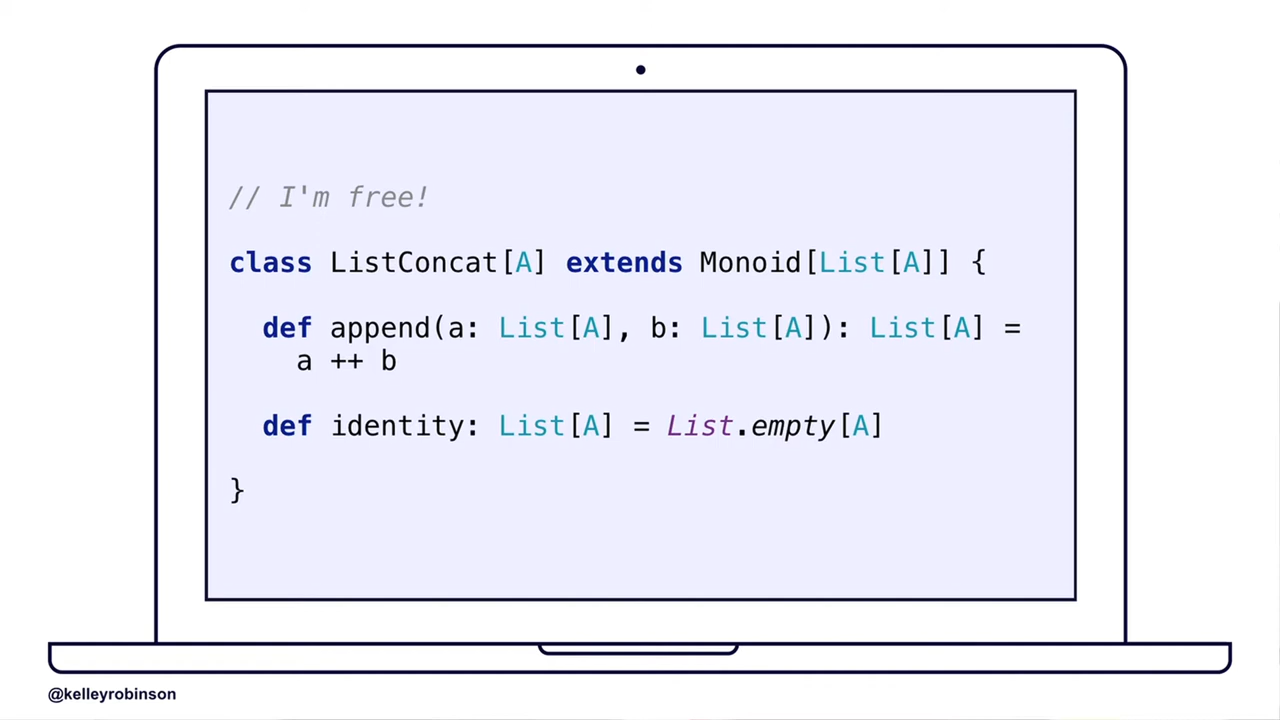 // I'm free!
class ListConcat[A] extends Monoid[List[A]] {
def append(a: List[A], b: List[A]): List[A] =
a ++ b
def identity: List[A] = List.empty[A]
}
@kelleyrobinson